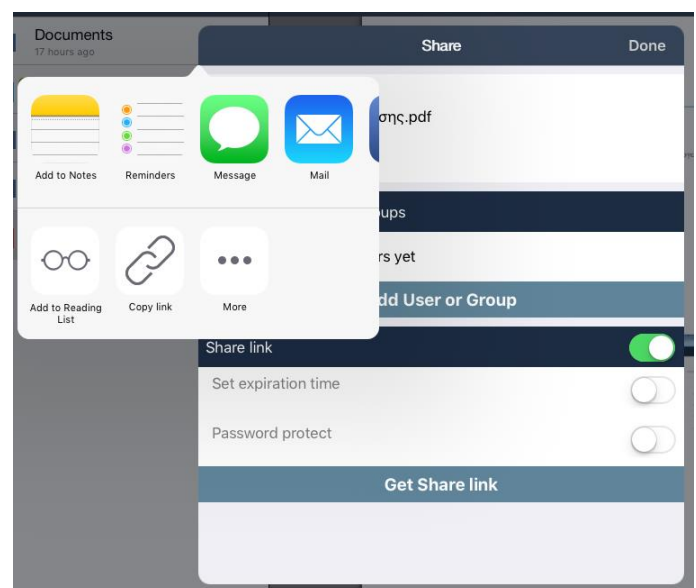 Documents
17 hours ago
Share
Done
σης.pdf
Add to Notes
Reminders
Message
Mail
ups
rs yet
Add to Reading
List
Copy link
More
dd User or Group
Share link
Set expiration time
Password protect
Get Share link